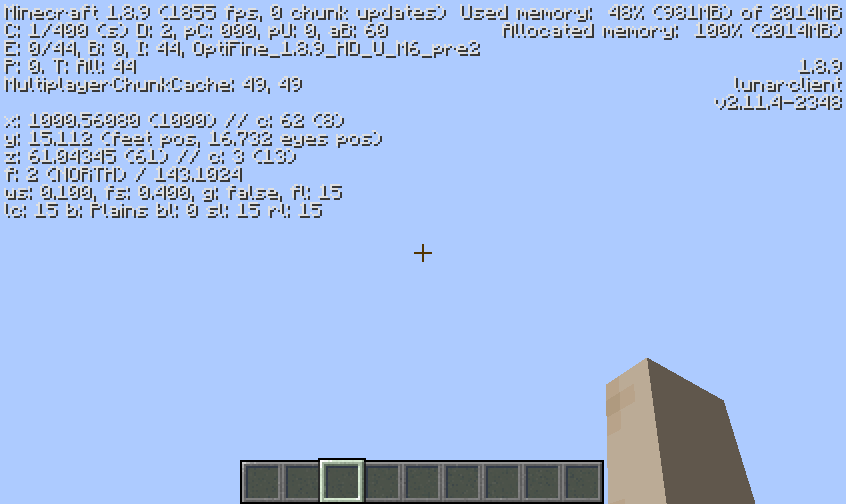 Minecraft 1.8.9 (1855 fps, 0 chunk updates)
C: 1/400 (s) D: 2, pC: 000, pU: 0, aB: 60
E: 0/44, B: 0, I: 44, OptiFine_1.8.9_HD_U_M6_pre2
P: 0. T: All: 44
MultiplayerChunkCache: 49, 49
x: 1000.56080 (1000) // c: 62 (8)
y: 15.112 (feet pos, 16.732 eyes pos)
z: 61.04345 (61) // c: 3 (13)
f: 2 (NORTH) / 143.1024
ws: 0.100, fs: 0.400, g: false, fl: 15
lc: 15 b: Plains bl: 0 sl: 15 rl: 15
Used memory: 48% (981MB) of 2014MB
Allocated memory: 100% (2014MB)
1.8.9
lunarclient
v2.11.4-2348